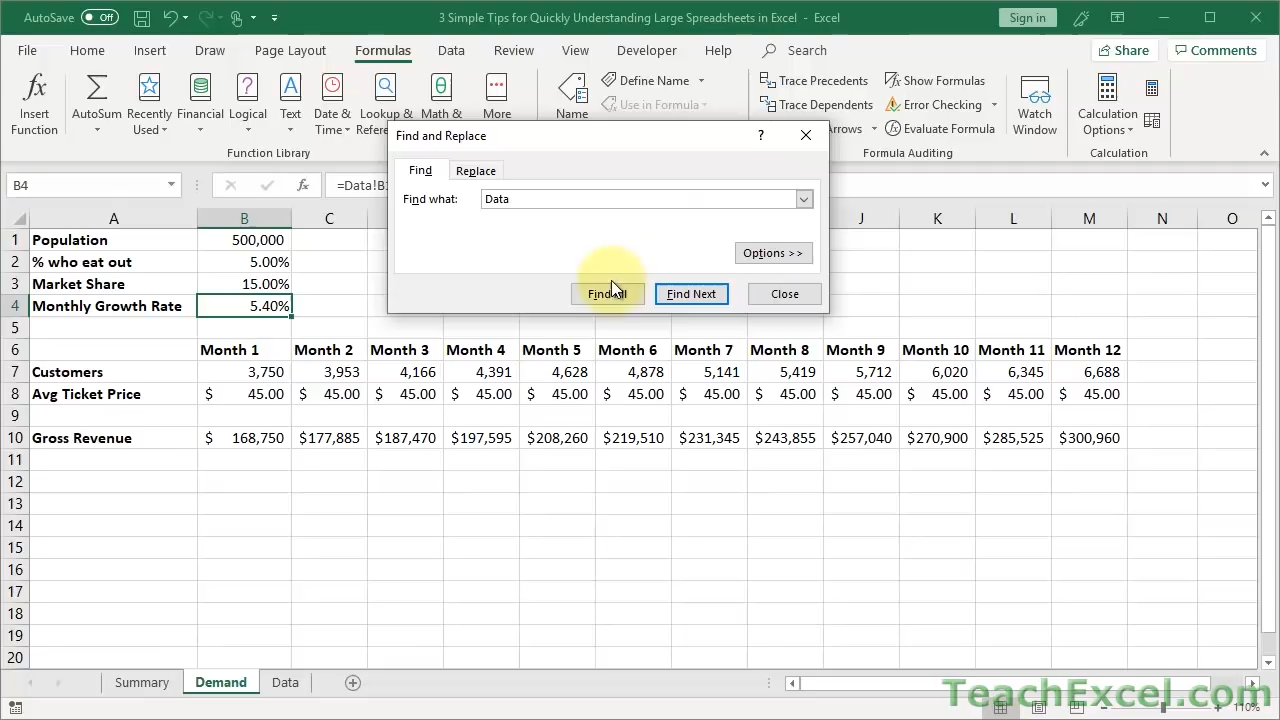 AutoSave Off 3 Simple Tips for Quickly Understanding Large Spreadsheets in Excel - Excel Sign in
File Home Insert Draw Page Layout Formulas Data Review View Developer Help Search Share Comments
fx Insert Function
AutoSum
Recently Used
Financial
Logical
Text
Date & Time
Lookup &
Math &
More
Name
Define Name
Use in Formula
Trace Precedents
Trace Dependents
Arrows
Show Formulas
Error Checking
Evaluate Formula
Watch Window
Calculation Options
Function Library Formula Auditing Calculation
Find and Replace ?
Find Replace
Find what: Data
Options >>
Find Next Close
B4 fx =Data!B
A B C J K L M N O
1 Population 500,000
2 % who eat out 5.00%
3 Market Share 15.00%
4 Monthly Growth Rate 5.40%
5
6 Month 1 Month 2 Month 3 Month 4 Month 5 Month 6 Month 7 Month 8 Month 9 Month 10 Month 11 Month 12
7 Customers 3,750 3,953 4,166 4,391 4,628 4,878 5,141 5,419 5,712 6,020 6,345 6,688
8 Avg Ticket Price $ 45.00 $ 45.00 $ 45.00 $ 45.00 $ 45.00 $ 45.00 $ 45.00 $ 45.00 $ 45.00 $ 45.00 $ 45.00 $ 45.00
9
10 Gross Revenue $ 168,750 $177,885 $187,470 $197,595 $208,260 $219,510 $231,345 $243,855 $257,040 $270,900 $285,525 $300,960
11
12
13
14
15
16
17
18
19
20
Summary Demand Data
TeachExcel.com
110%